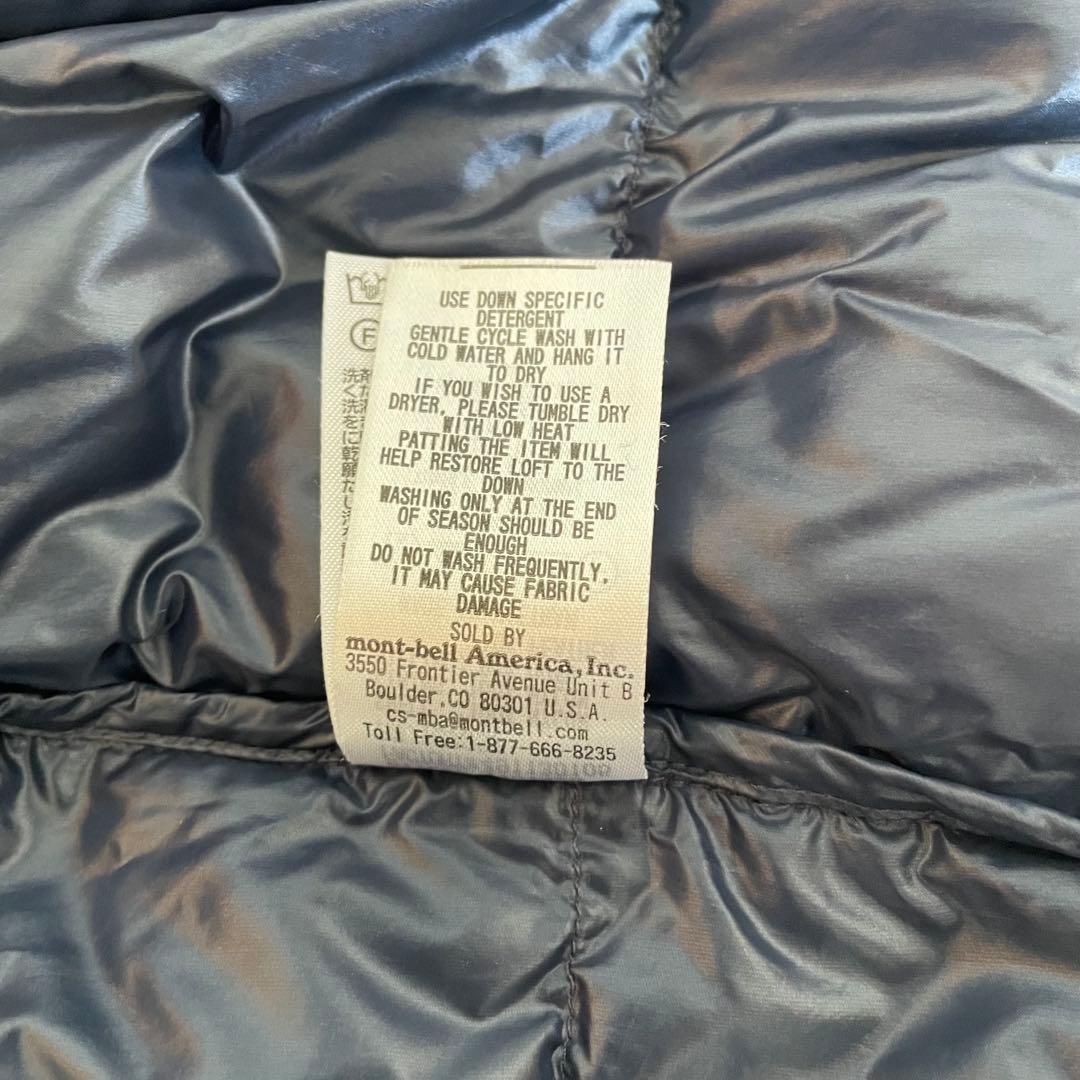 USE DOWN SPECIFIC
DETERGENT
GENTLE CYCLE WASH WITH
COLD WATER AND HANG IT
TO DRY
IF YOU WISH TO USE A
DRYER, PLEASE TUMBLE DRY
WITH LOW HEAT
PATTING THE ITEM WILL
HELP RESTORE LOFT TO THE
DOWN
WASHING ONLY AT THE END
OF SEASON SHOULD BE
ENOUGH
DO NOT WASH FREQUENTLY,
IT MAY CAUSE FABRIC
DAMAGE
SOLD BY
mont-bell America, Inc.
3550 Frontier Avenue Unit B
Boulder,CO 80301 U.S.A.
cs-mba@montbell.com
Toll Free:1-877-666-8235
F